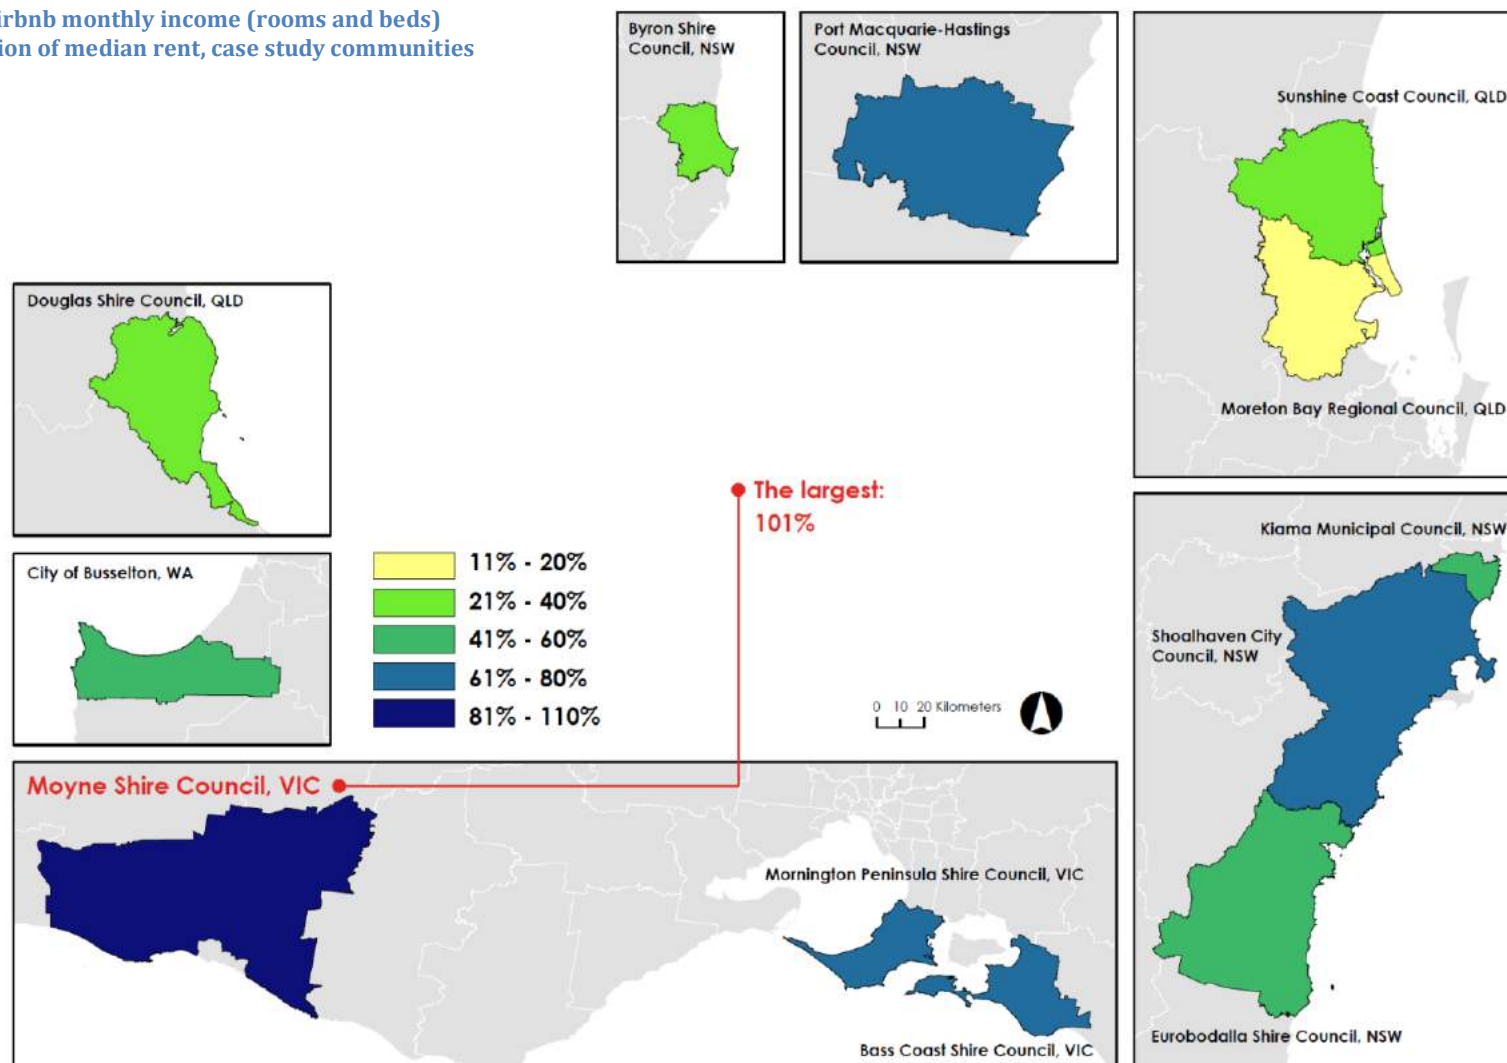 irbnb monthly income (rooms and beds)
ion of median rent, case study communities
Byron Shire
Council, NSW
Port Macquarie-Hastings
Council, NSW
Sunshine Coast Council, QLD
Moreton Bay Regional Council, QLD
Douglas Shire Council, QLD
City of Busselton, WA
11% - 20%
21% - 40%
41% - 60%
61% - 80%
81% - 110%
The largest:
101%
0 10 20 Kilometers
Kiama Municipal Council, NSW
Shoalhaven City
Council, NSW
Eurobodalla Shire Council, NSW
Moyne Shire Council, VIC
Mornington Peninsula Shire Council, VIC
Bass Coast Shire Council, VIC